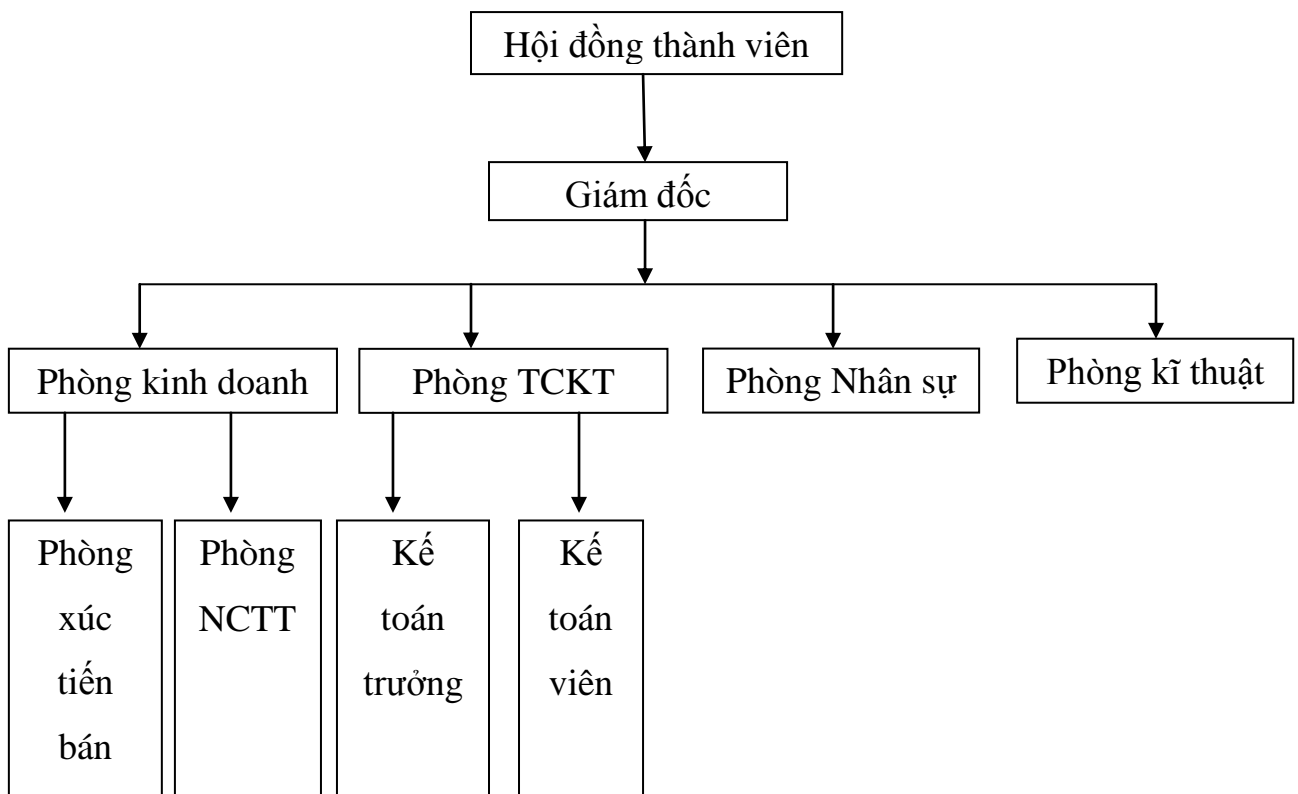 Hội đồng thành viên
Giám đốc
Phòng kinh doanh
Phòng TCKT
Phòng Nhân sự
Phòng kĩ thuật
Phòng
xúc
tiến
bán
Phòng
NCTT
Kế
toán
trưởng
Kế
toán
viên